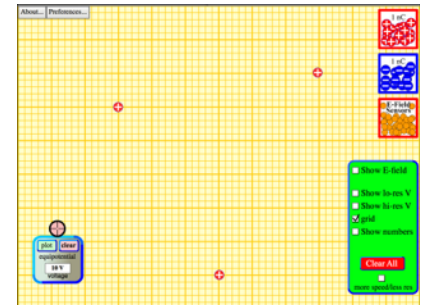 About... Preferences...
1 nC
1 nC
E-Field
Sensors
Show E-field
Show lo-res V
Show hi-res V
grid
Show numbers
Clear All
more speed/less res
plot clear
equipotential
10 V
voltage